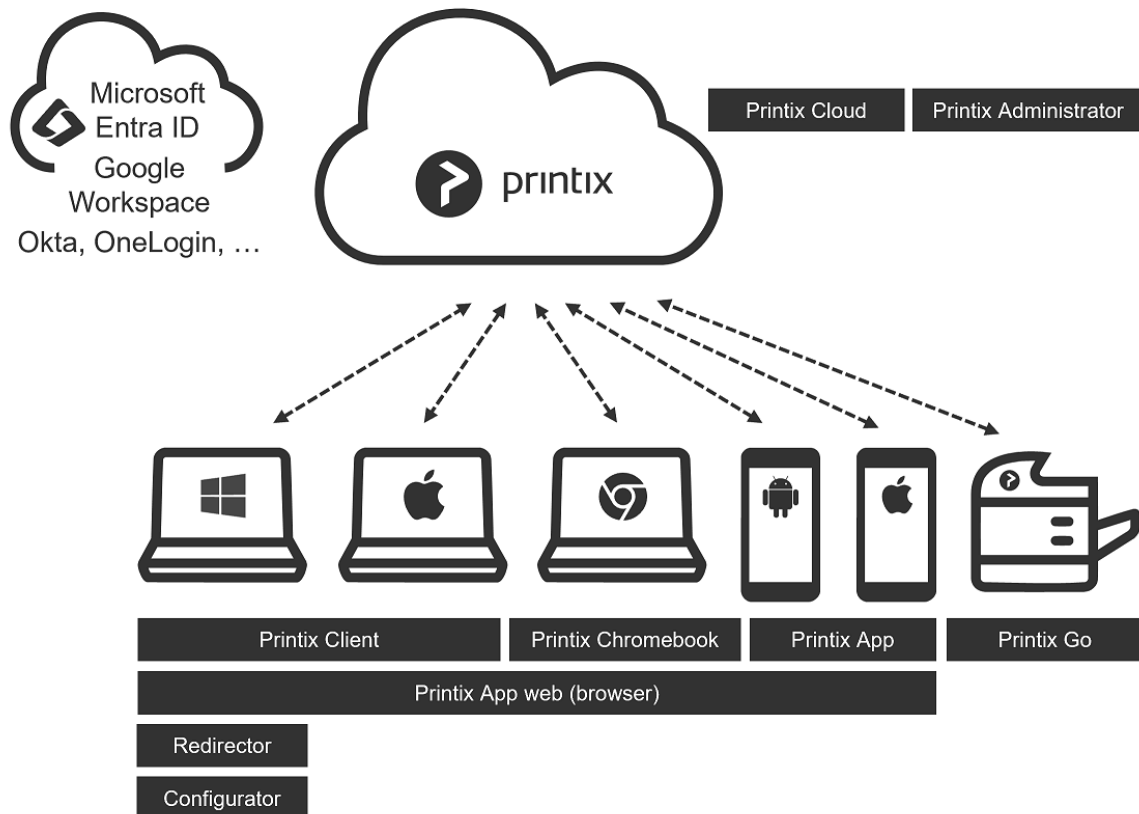 Microsoft
Entra ID
Google
Workspace
Okta, OneLogin, …
printix
Printix Cloud
Printix Administrator
Printix Client
Printix Chromebook
Printix App
Printix Go
Printix App web (browser)
Redirector
Configurator